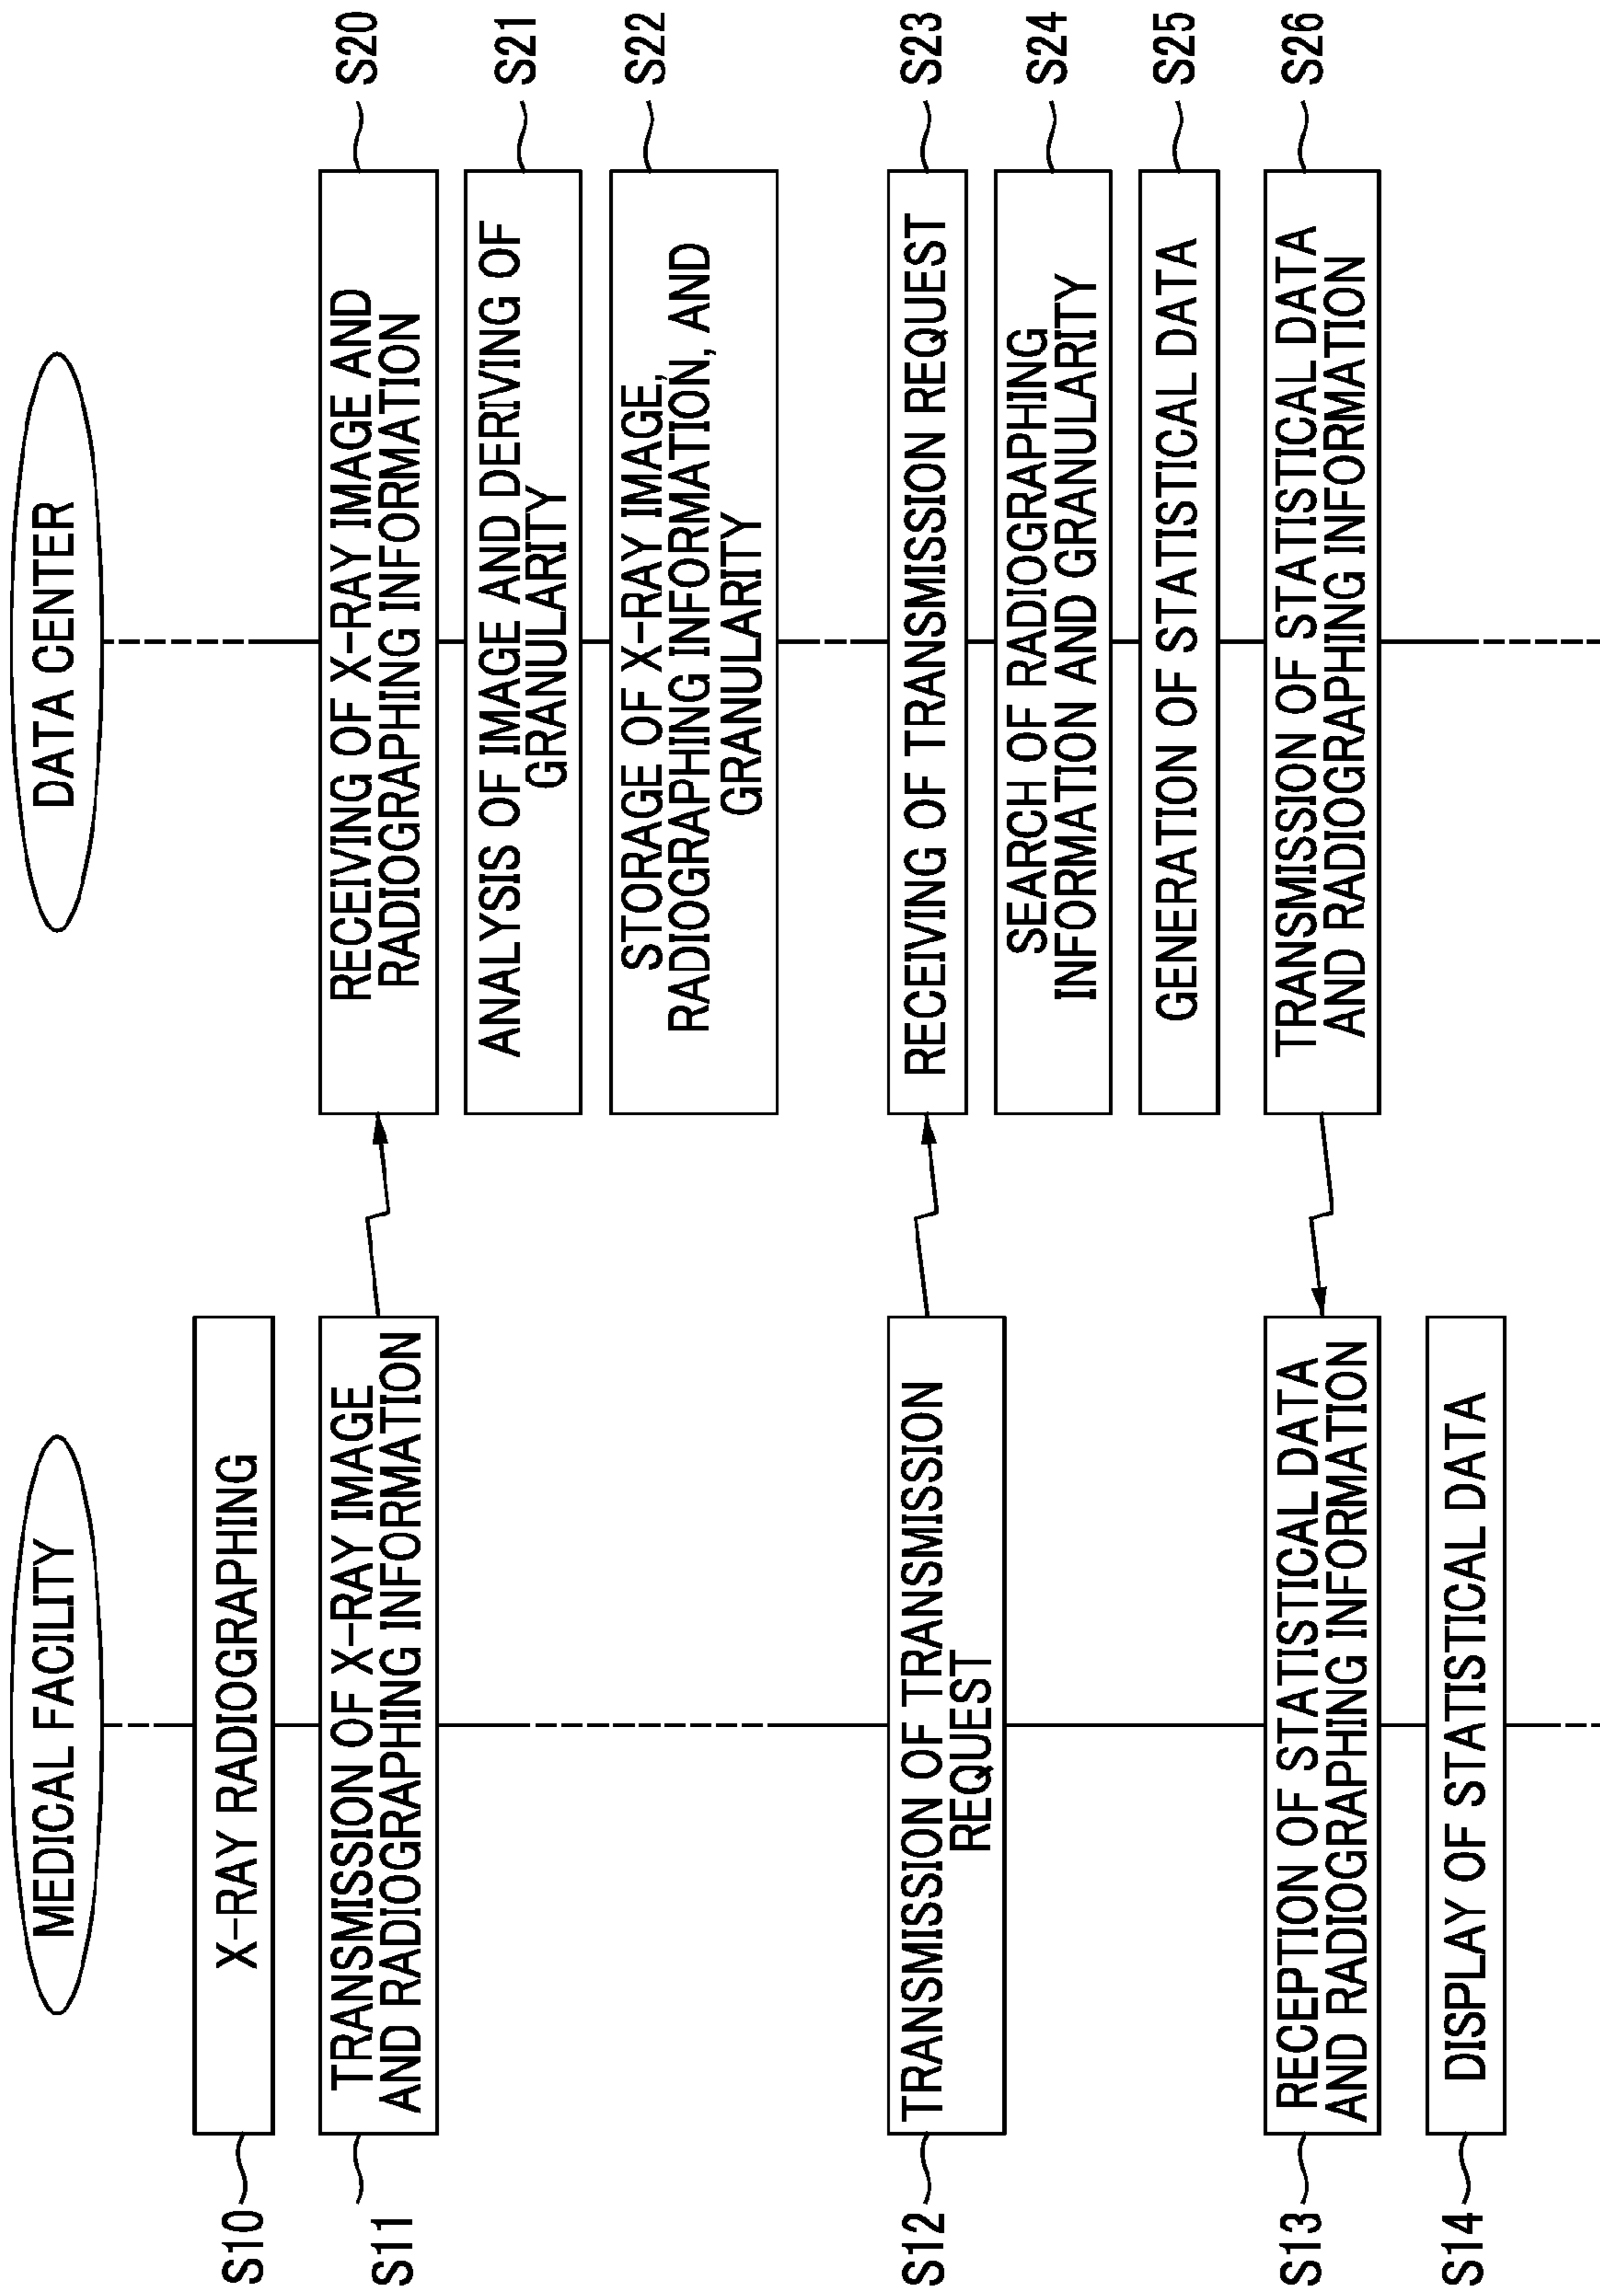 MEDICAL FACILITY
DATA CENTER
S10
X-RAY RADIOGRAPHING
S11
TRANSMISSION OF X-RAY IMAGE
AND RADIOGRAPHING INFORMATION
RECEIVING OF X-RAY IMAGE AND
RADIOGRAPHING INFORMATION
S20
ANALYSIS OF IMAGE AND DERIVING OF
GRANULARITY
S21
STORAGE OF X-RAY IMAGE,
RADIOGRAPHING INFORMATION, AND
GRANULARITY
S22
S12
TRANSMISSION OF TRANSMISSION
REQUEST
RECEIVING OF TRANSMISSION REQUEST
S23
SEARCH OF RADIOGRAPHING
INFORMATION AND GRANULARITY
S24
GENERATION OF STATISTICAL DATA
S25
S13
RECEPTION OF STATISTICAL DATA
AND RADIOGRAPHING INFORMATION
TRANSMISSION OF STATISTICAL DATA
AND RADIOGRAPHING INFORMATION
S26
S14
DISPLAY OF STATISTICAL DATA